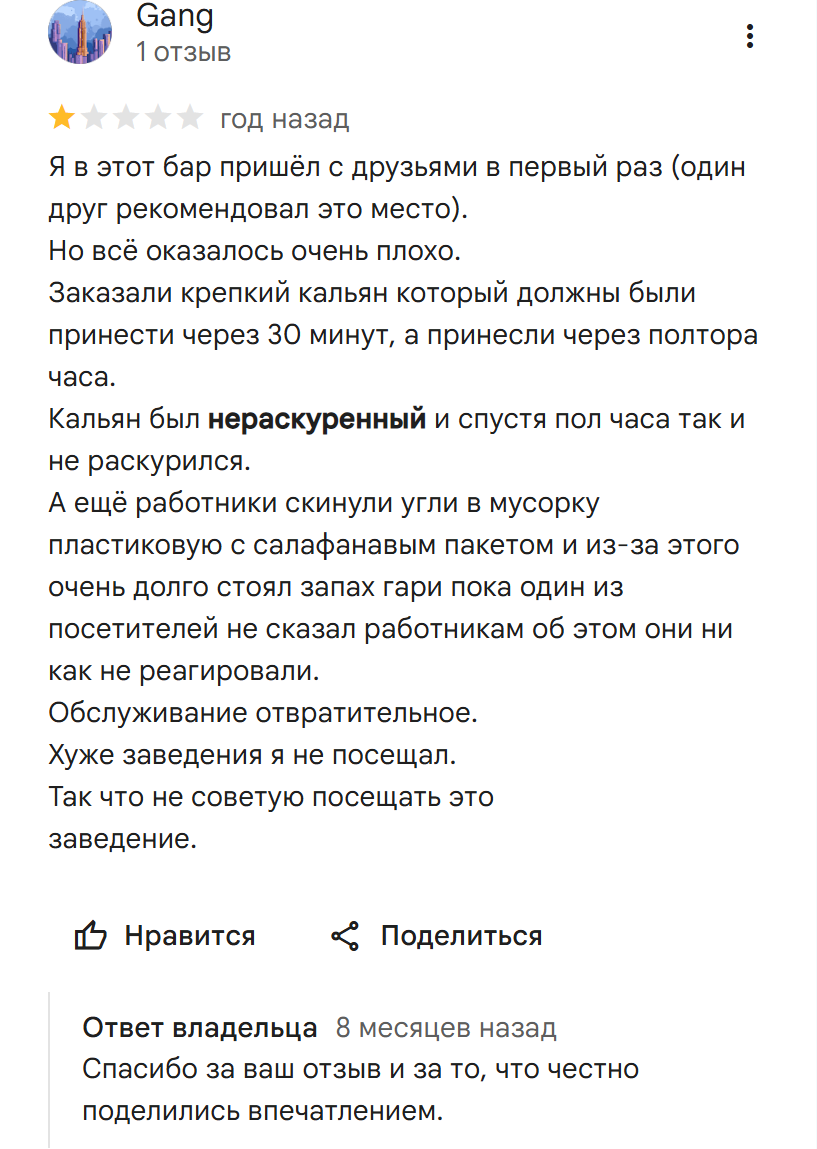 Gang
1 отзыв
год назад
Я в этот бар пришёл с друзьями в первый раз (один
друг рекомендовал это место).
Но всё оказалось очень плохо.
Заказали крепкий кальян который должны были
принести через 30 минут, а принесли через полтора
часа.
Кальян был нераскуренный и спустя пол часа так и
не раскурился.
А ещё работники скинули угли в мусорку
пластиковую с салафанавым пакетом и из-за этого
очень долго стоял запах гари пока один из
посетителей не сказал работникам об этом они ни
как не реагировали.
Обслуживание отвратительное.
Хуже заведения я не посещал.
Так что не советую посещать это
заведение.
Нравится Поделиться
Ответ владельца 8 месяцев назад
Спасибо за ваш отзыв и за то, что честно
поделились впечатлением.